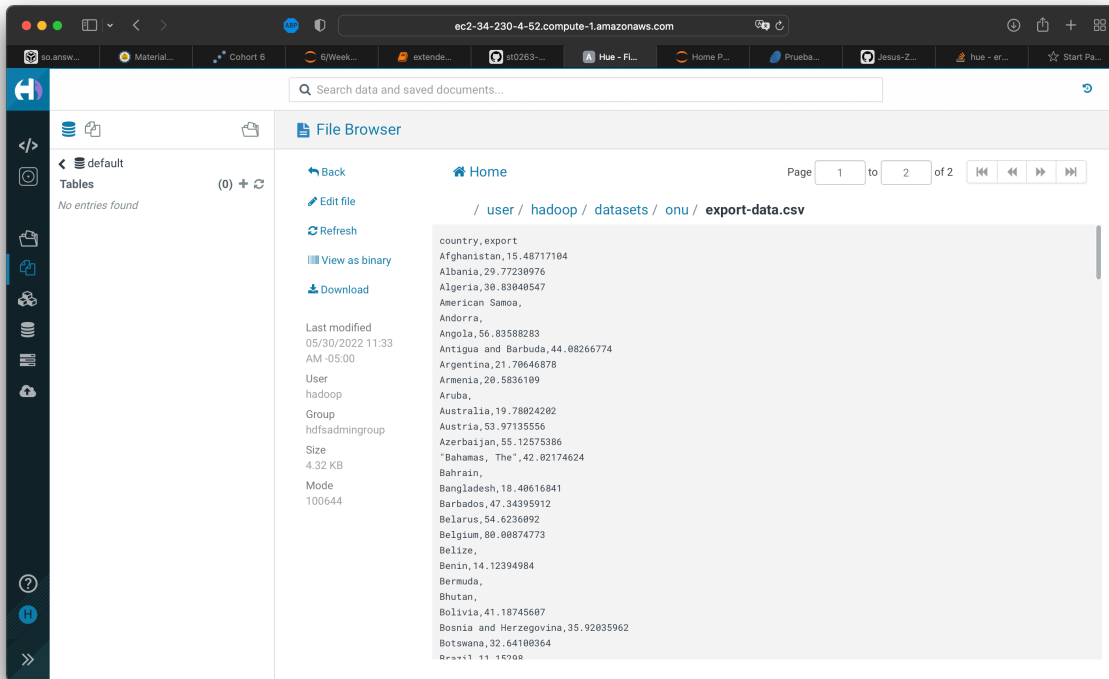 ABP
ec2-34-230-4-52.compute-1.amazonaws.com
so.answ...
Material...
Cohort 6
6/Week...
extende...
st0263-...
A Hue - Fi...
Home P...
Prueba...
Jesus-Z...
hue - er...
Start Pa...
Search data and saved documents...
File Browser
default
Tables (0)
No entries found
Back
Home
Page 1 to 2 of 2
Edit file
/ user / hadoop / datasets / onu / export-data.csv
Refresh
View as binary
Download
Last modified
05/30/2022 11:33
AM -05:00
User
hadoop
Group
hdfsadmingroup
Size
4.32 KB
Mode
100644
country,export
Afghanistan,15.48717104
Albania,29.77230976
Algeria,30.83040547
American Samoa,
Andorra,
Angola,56.83588283
Antigua and Barbuda,44.08266774
Argentina,21.70646878
Armenia,20.5836109
Aruba,
Australia,19.78024202
Austria,53.97135556
Azerbaijan,55.12575386
"Bahamas, The",42.02174624
Bahrain,
Bangladesh,18.40616841
Barbados,47.34395912
Belarus,54.6236092
Belgium,80.00874773
Belize,
Benin,14.12394984
Bermuda,
Bhutan,
Bolivia,41.18745607
Bosnia and Herzegovina,35.92035962
Botswana,32.64100364
Brazil,11.15298
H